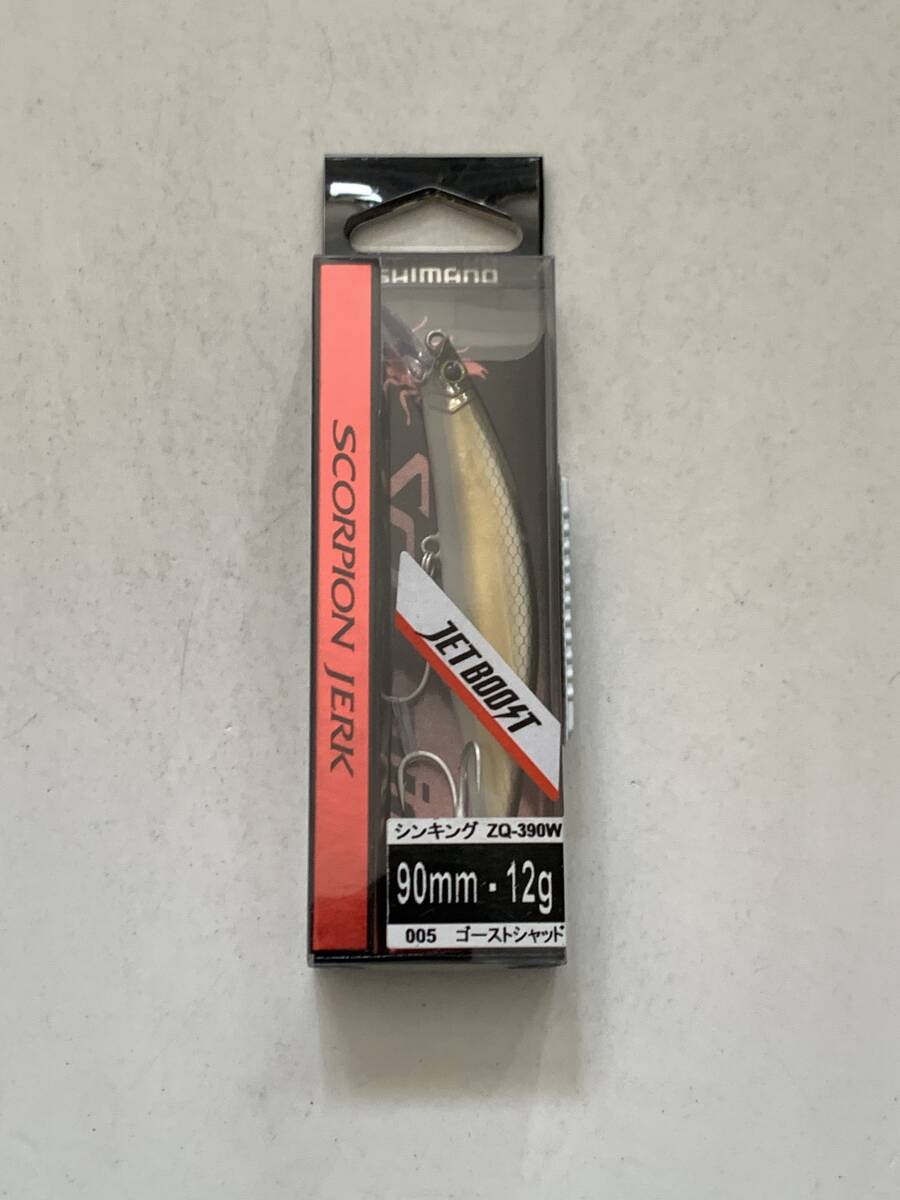 SHIMANO
SCORPION JERK
JET BOOST
シンキング ZQ-390W
90mm・12g
005 ゴーストシャッド